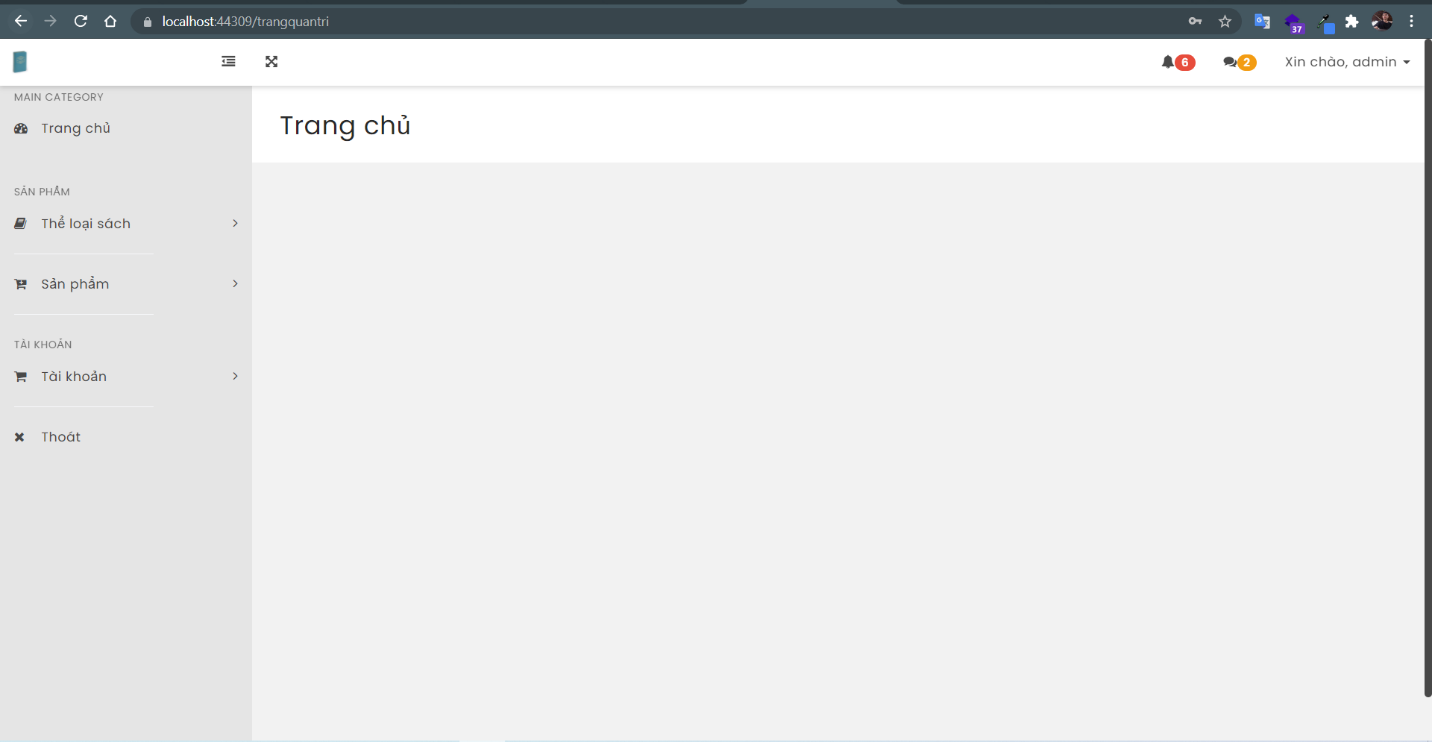 localhost:44309/trangquantri
37
6
2
Xin chào, admin
MAIN CATEGORY
Trang chủ
Trang chủ
SẢN PHẨM
Thể loại sách
Sản phẩm
TÀI KHOẢN
Tài khoản
Thoát